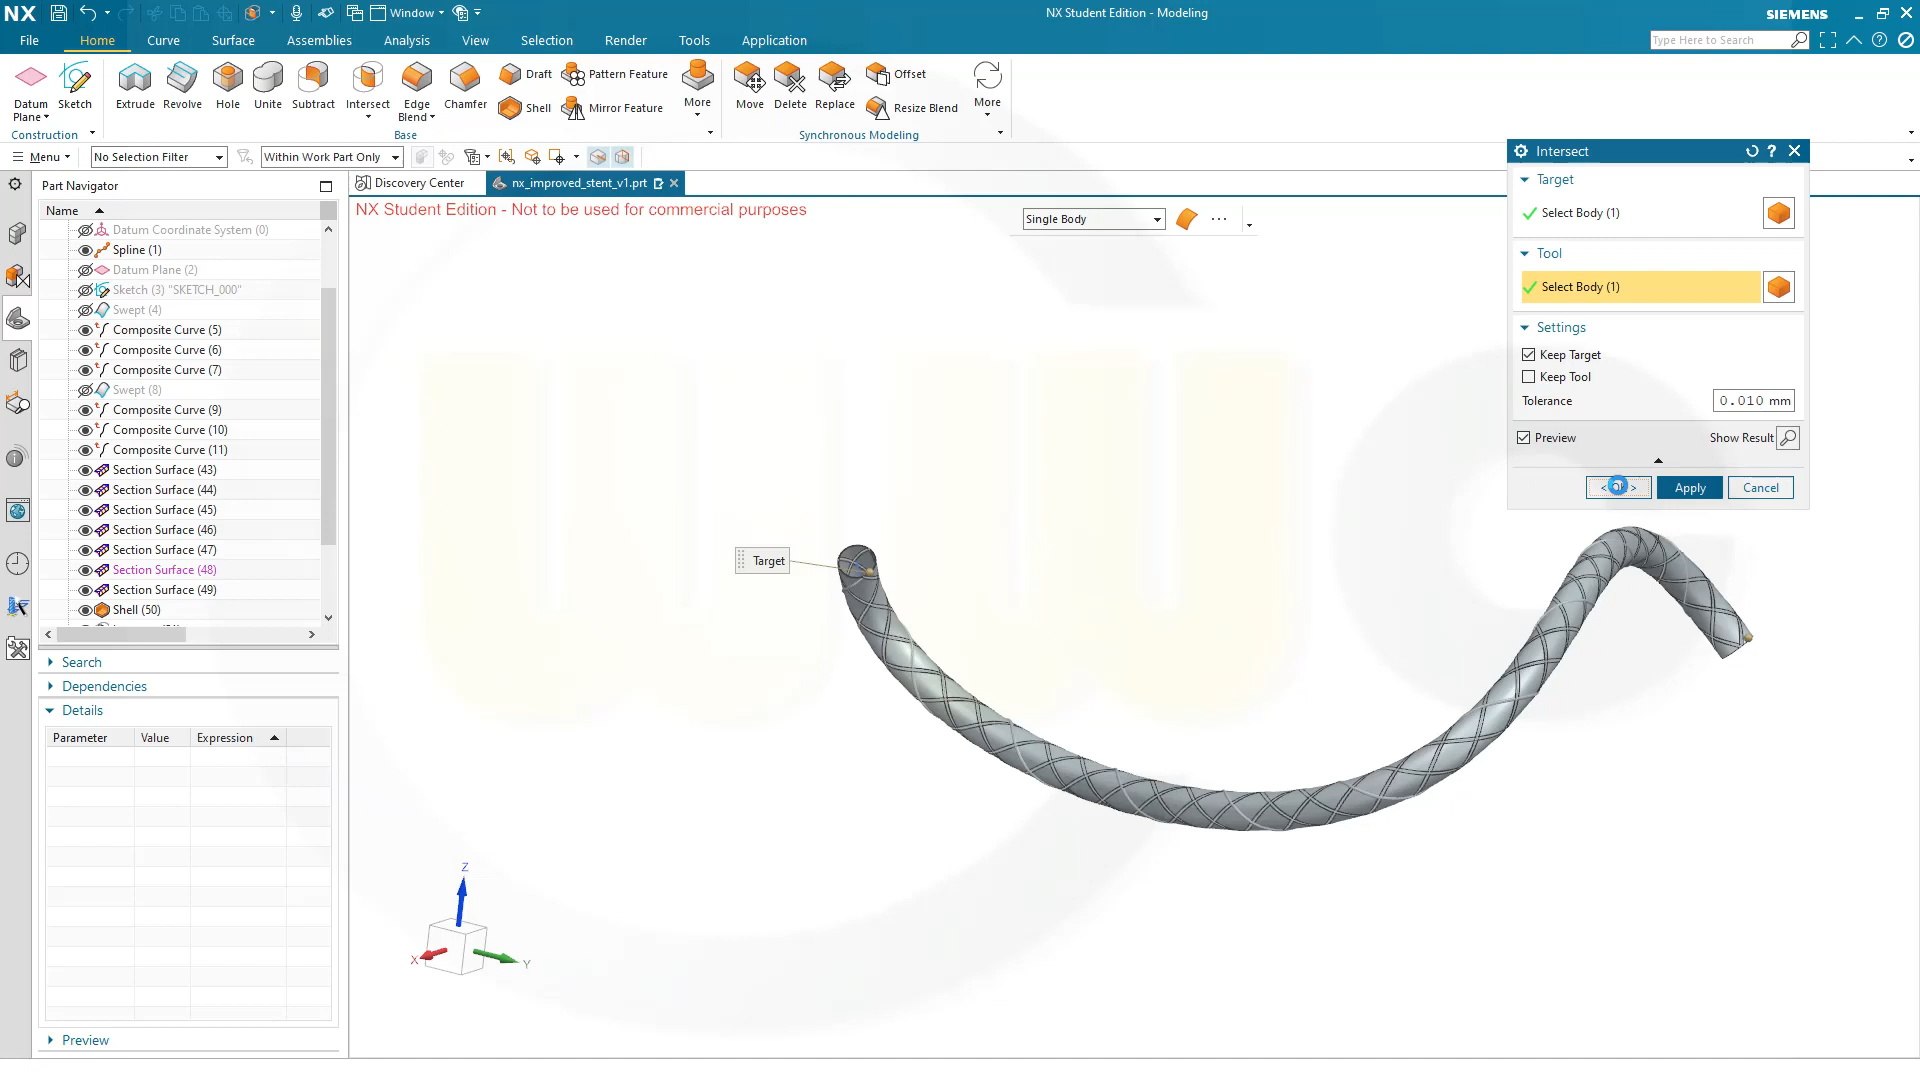 NX
Window
NX Student Edition - Modeling
SIEMENS
File
Home
Curve
Surface
Assemblies
Analysis
View
Selection
Render
Tools
Application
Type Here to Search
Datum Plane
Sketch
Extrude
Revolve
Hole
Unite
Subtract
Intersect
Edge Blend
Chamfer
Draft
Shell
Pattern Feature
Mirror Feature
More
Move
Delete
Replace
Offset
Resize Blend
More
Construction
Base
Synchronous Modeling
Menu
No Selection Filter
Within Work Part Only
Part Navigator
Discovery Center
nx_improved_stent_v1.prt
NX Student Edition - Not to be used for commercial purposes
Single Body
Name
Datum Coordinate System (0)
Spline (1)
Datum Plane (2)
Sketch (3) "SKETCH_000"
Swept (4)
Composite Curve (5)
Composite Curve (6)
Composite Curve (7)
Swept (8)
Composite Curve (9)
Composite Curve (10)
Composite Curve (11)
Section Surface (43)
Section Surface (44)
Section Surface (45)
Section Surface (46)
Section Surface (47)
Section Surface (48)
Section Surface (49)
Shell (50)
Search
Dependencies
Details
Parameter
Value
Expression
Preview
Intersect
Target
Select Body (1)
Tool
Select Body (1)
Settings
Keep Target
Keep Tool
Tolerance
0.010 mm
Preview
Show Result
Apply
Cancel
Target
Z
X
Y